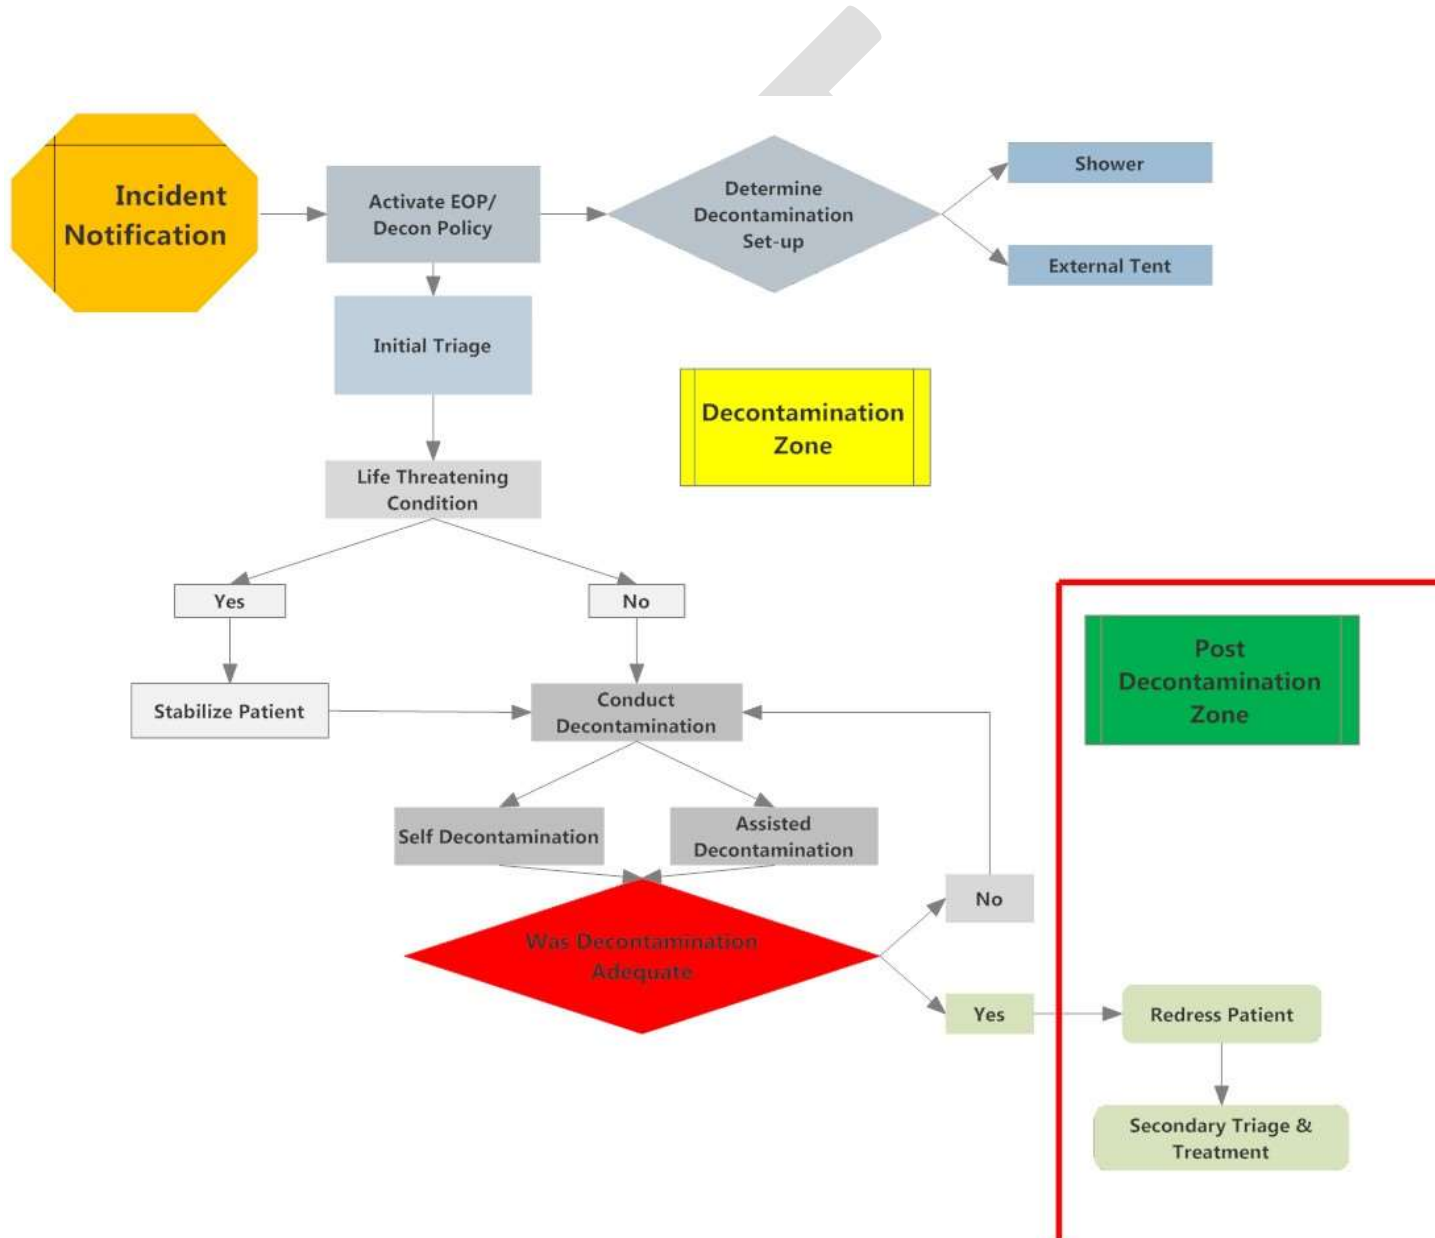 Incident
Notification
Activate EOP/
Decon Policy
Determine
Decontamination
Set-up
Shower
External Tent
Initial Triage
Decontamination
Zone
Life Threatening
Condition
Yes
No
Stabilize Patient
Conduct
Decontamination
Post
Decontamination
Zone
Self Decontamination
Assisted
Decontamination
Was Decontamination
Adequate
No
Yes
Redress Patient
Secondary Triage &
Treatment